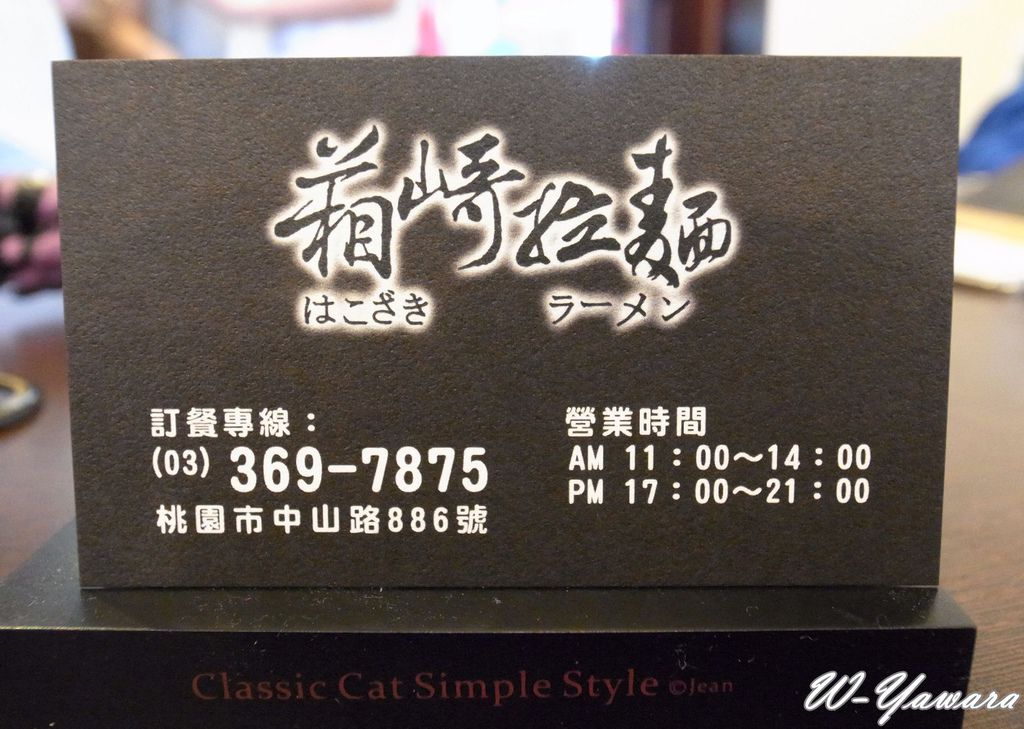 箱崎拉麵
はこざき ラーメン
訂餐專線：
(03) 369-7875
桃園市中山路886號
營業時間
AM 11：00～14：00
PM 17：00～21：00
Classic Cat Simple Style ©Jean
W-Yawara